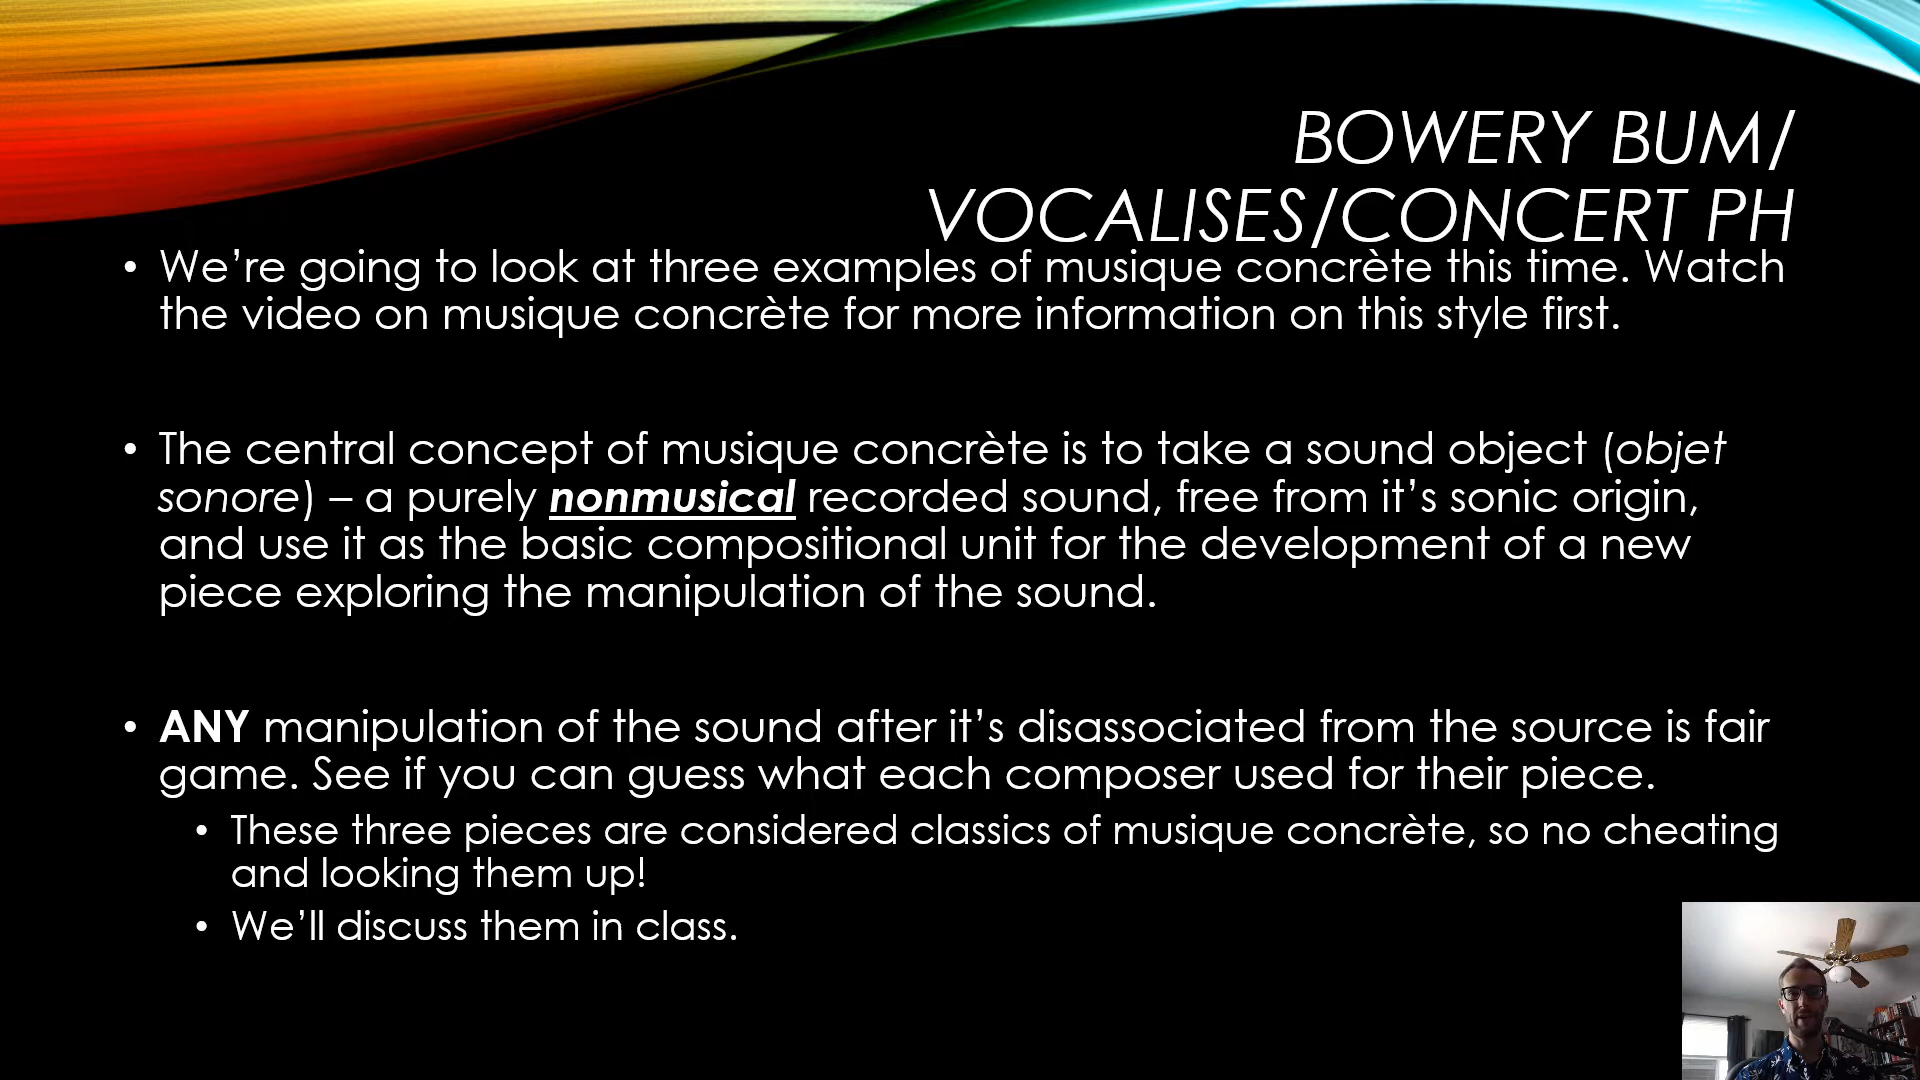 BOWERY BUM/
VOCALISES/CONCERT PH
• We're going to look at three examples of musique concrète this time. Watch
the video on musique concrète for more information on this style first.
• The central concept of musique concrète is to take a sound object (objet
sonore) – a purely nonmusical recorded sound, free from it's sonic origin,
and use it as the basic compositional unit for the development of a new
piece exploring the manipulation of the sound.
• ANY manipulation of the sound after it's disassociated from the source is fair
game. See if you can guess what each composer used for their piece.
• These three pieces are considered classics of musique concrète, so no cheating
and looking them up!
• We'll discuss them in class.